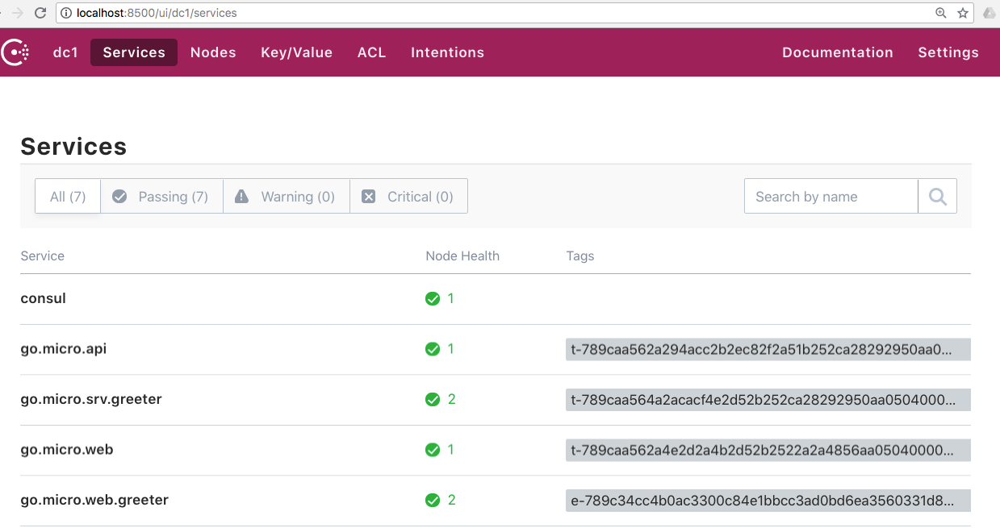 localhost:8500/ui/dc1/services
dc1 Services Nodes Key/Value ACL Intentions Documentation Settings
Services
All (7) Passing (7) Warning (0) Critical (0) Search by name
Service Node Health Tags
consul 1
go.micro.api 1 t-789caa562a294acc2b2ec82f2a51b252ca28292950aa0...
go.micro.srv.greeter 2 t-789caa564a2acacf4e2d52b252ca28292950aa0504000...
go.micro.web 1 t-789caa562a4e2d2a4b2d52b2522a2a4856aa05040000...
go.micro.web.greeter 2 e-789c34cc4b0ac3300c84e1bbcc3ad0bd6ea3560331d8...